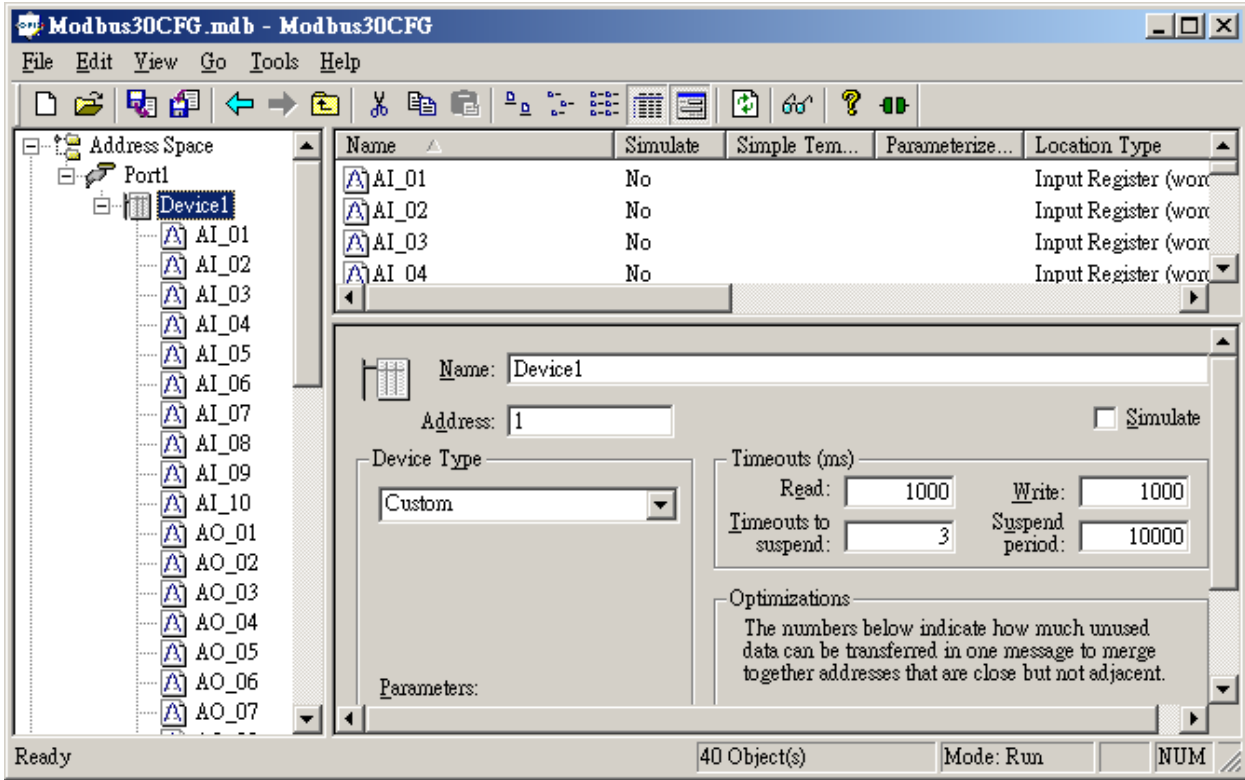 Modbus30CFG.mdb - Modbus30CFG
File Edit View Go Tools Help
Address Space
Port1
Device1
AI_01
AI_02
AI_03
AI_04
AI_05
AI_06
AI_07
AI_08
AI_09
AI_10
AO_01
AO_02
AO_03
AO_04
AO_05
AO_06
AO_07
Name Simulate Simple Tem... Parameterize... Location Type
AI_01 No Input Register (word
AI_02 No Input Register (word
AI_03 No Input Register (word
AI_04 No Input Register (word
Name: Device1
Address: 1
Simulate
Device Type
Custom
Parameters:
Timeouts (ms)
Read: 1000 Write: 1000
Timeouts to suspend: 3 Suspend period: 10000
Optimizations
The numbers below indicate how much unused
data can be transferred in one message to merge
together addresses that are close but not adjacent.
Ready 40 Object(s) Mode: Run NUM